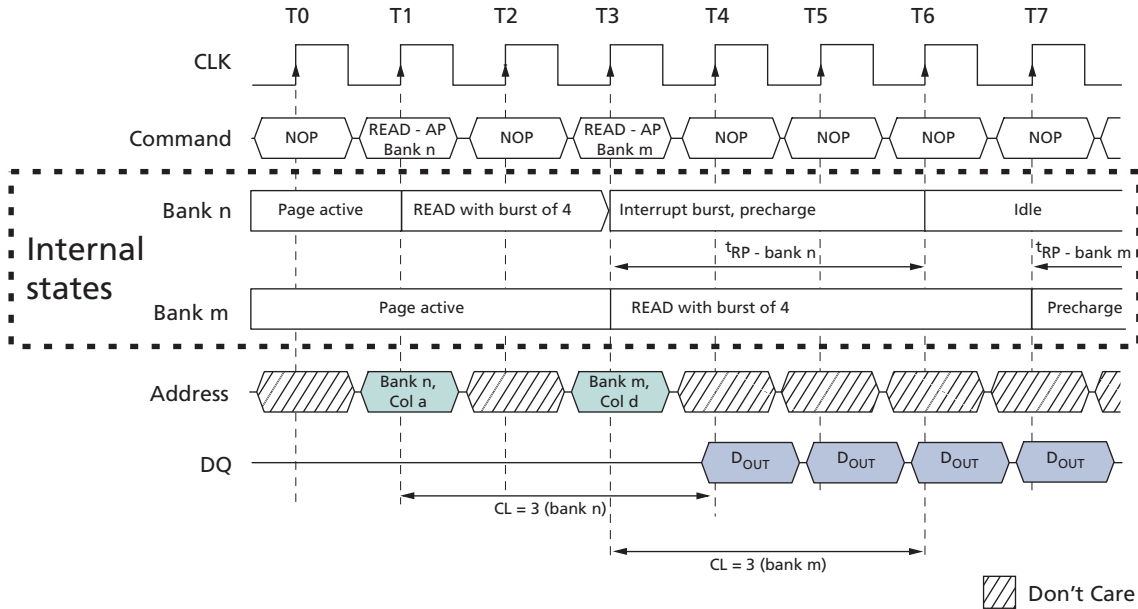 T0 T1 T2 T3 T4 T5 T6 T7
CLK
Command NOP READ - AP Bank n NOP READ - AP Bank m NOP NOP NOP NOP
Internal states
Bank n Page active READ with burst of 4 Interrupt burst, precharge Idle
tRP - bank n tRP - bank m
Bank m Page active READ with burst of 4 Precharge
Address Bank n, Col a Bank m, Col d
DQ DOUT DOUT DOUT DOUT
CL = 3 (bank n)
CL = 3 (bank m)
Don't Care